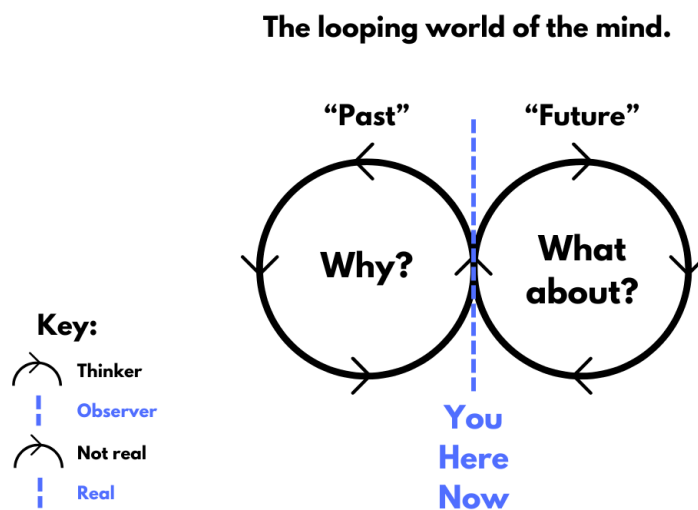 The looping world of the mind.
“Past”
“Future”
Why?
What
about?
Key:
Thinker
Observer
Not real
Real
You
Here
Now